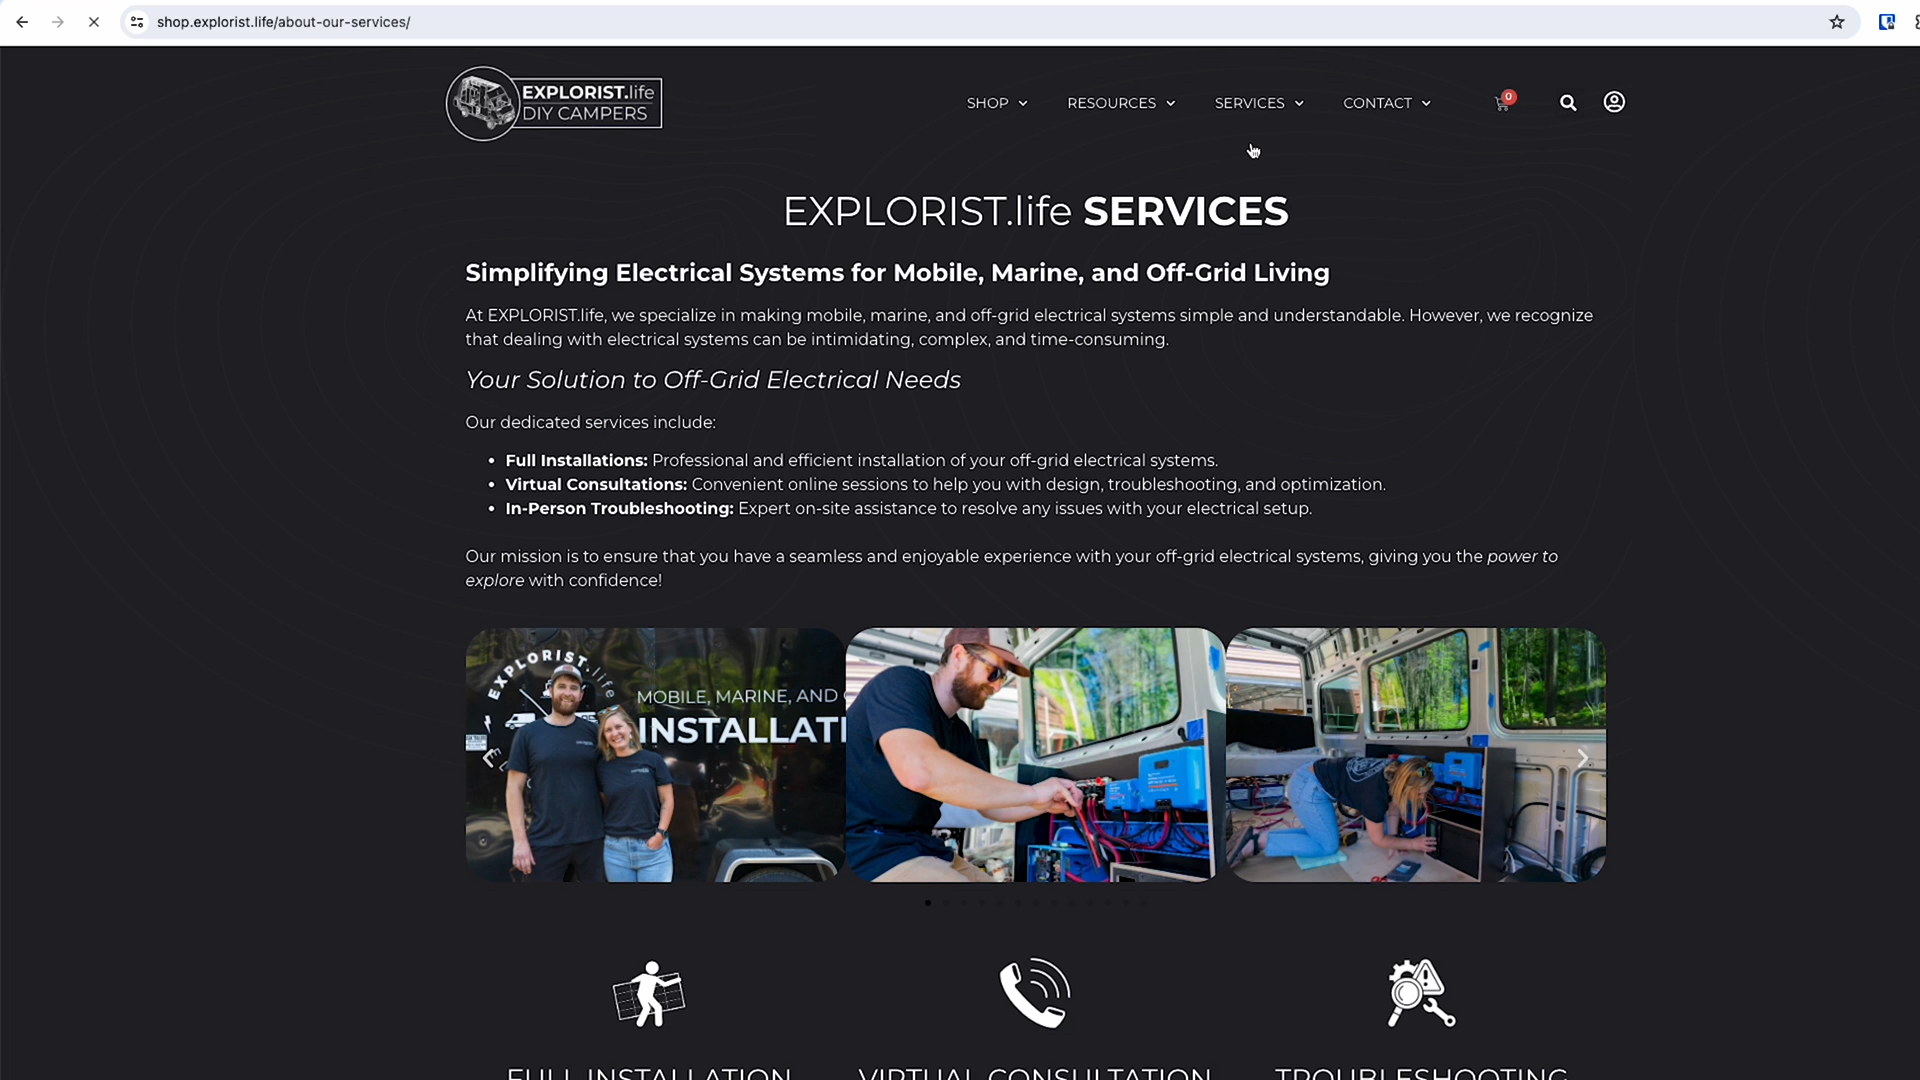 shop.explorist.life/about-our-services/
EXPLORIST.life
DIY CAMPERS
SHOP
RESOURCES
SERVICES
CONTACT
0
EXPLORIST.life SERVICES
Simplifying Electrical Systems for Mobile, Marine, and Off-Grid Living
At EXPLORIST.life, we specialize in making mobile, marine, and off-grid electrical systems simple and understandable. However, we recognize
that dealing with electrical systems can be intimidating, complex, and time-consuming.
Your Solution to Off-Grid Electrical Needs
Our dedicated services include:
• Full Installations: Professional and efficient installation of your off-grid electrical systems.
• Virtual Consultations: Convenient online sessions to help you with design, troubleshooting, and optimization.
• In-Person Troubleshooting: Expert on-site assistance to resolve any issues with your electrical setup.
Our mission is to ensure that you have a seamless and enjoyable experience with your off-grid electrical systems, giving you the power to
explore with confidence!
EXPLORIST.life
MOBILE, MARINE, AND
INSTALLATI
FULL INSTALLATION
VIRTUAL CONSULTATION
TROUBLESHOOTING